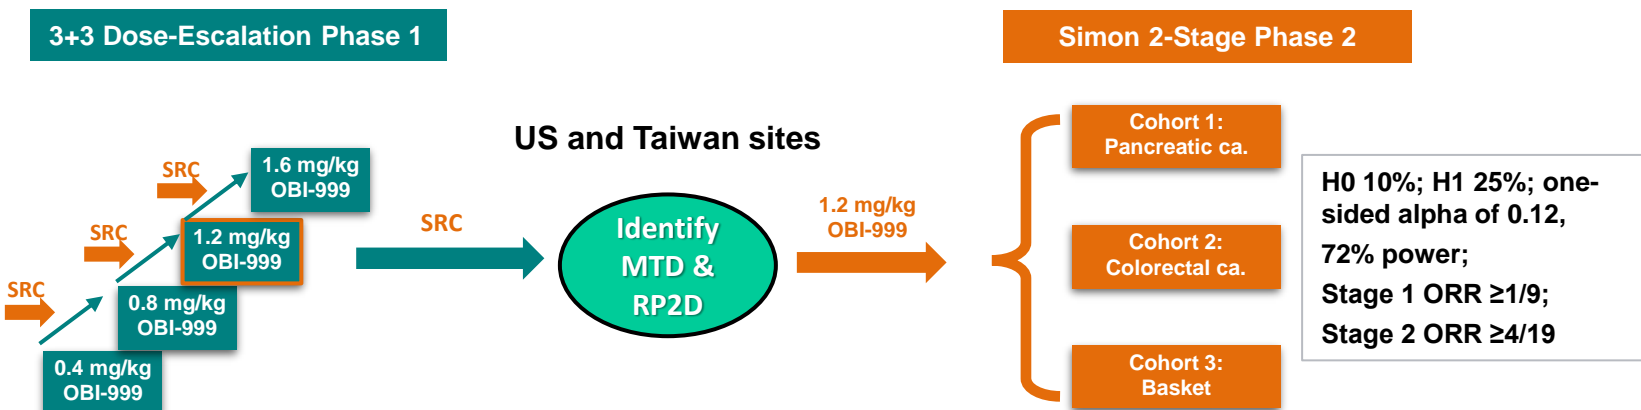 3+3 Dose-Escalation Phase 1
Simon 2-Stage Phase 2
US and Taiwan sites
SRC
1.6 mg/kg
OBI-999
SRC
1.2 mg/kg
OBI-999
SRC
0.8 mg/kg
OBI-999
0.4 mg/kg
OBI-999
SRC
Identify
MTD &
RP2D
1.2 mg/kg
OBI-999
Cohort 1:
Pancreatic ca.
Cohort 2:
Colorectal ca.
Cohort 3:
Basket
H0 10%; H1 25%; one-
sided alpha of 0.12,
72% power;
Stage 1 ORR ≥1/9;
Stage 2 ORR ≥4/19